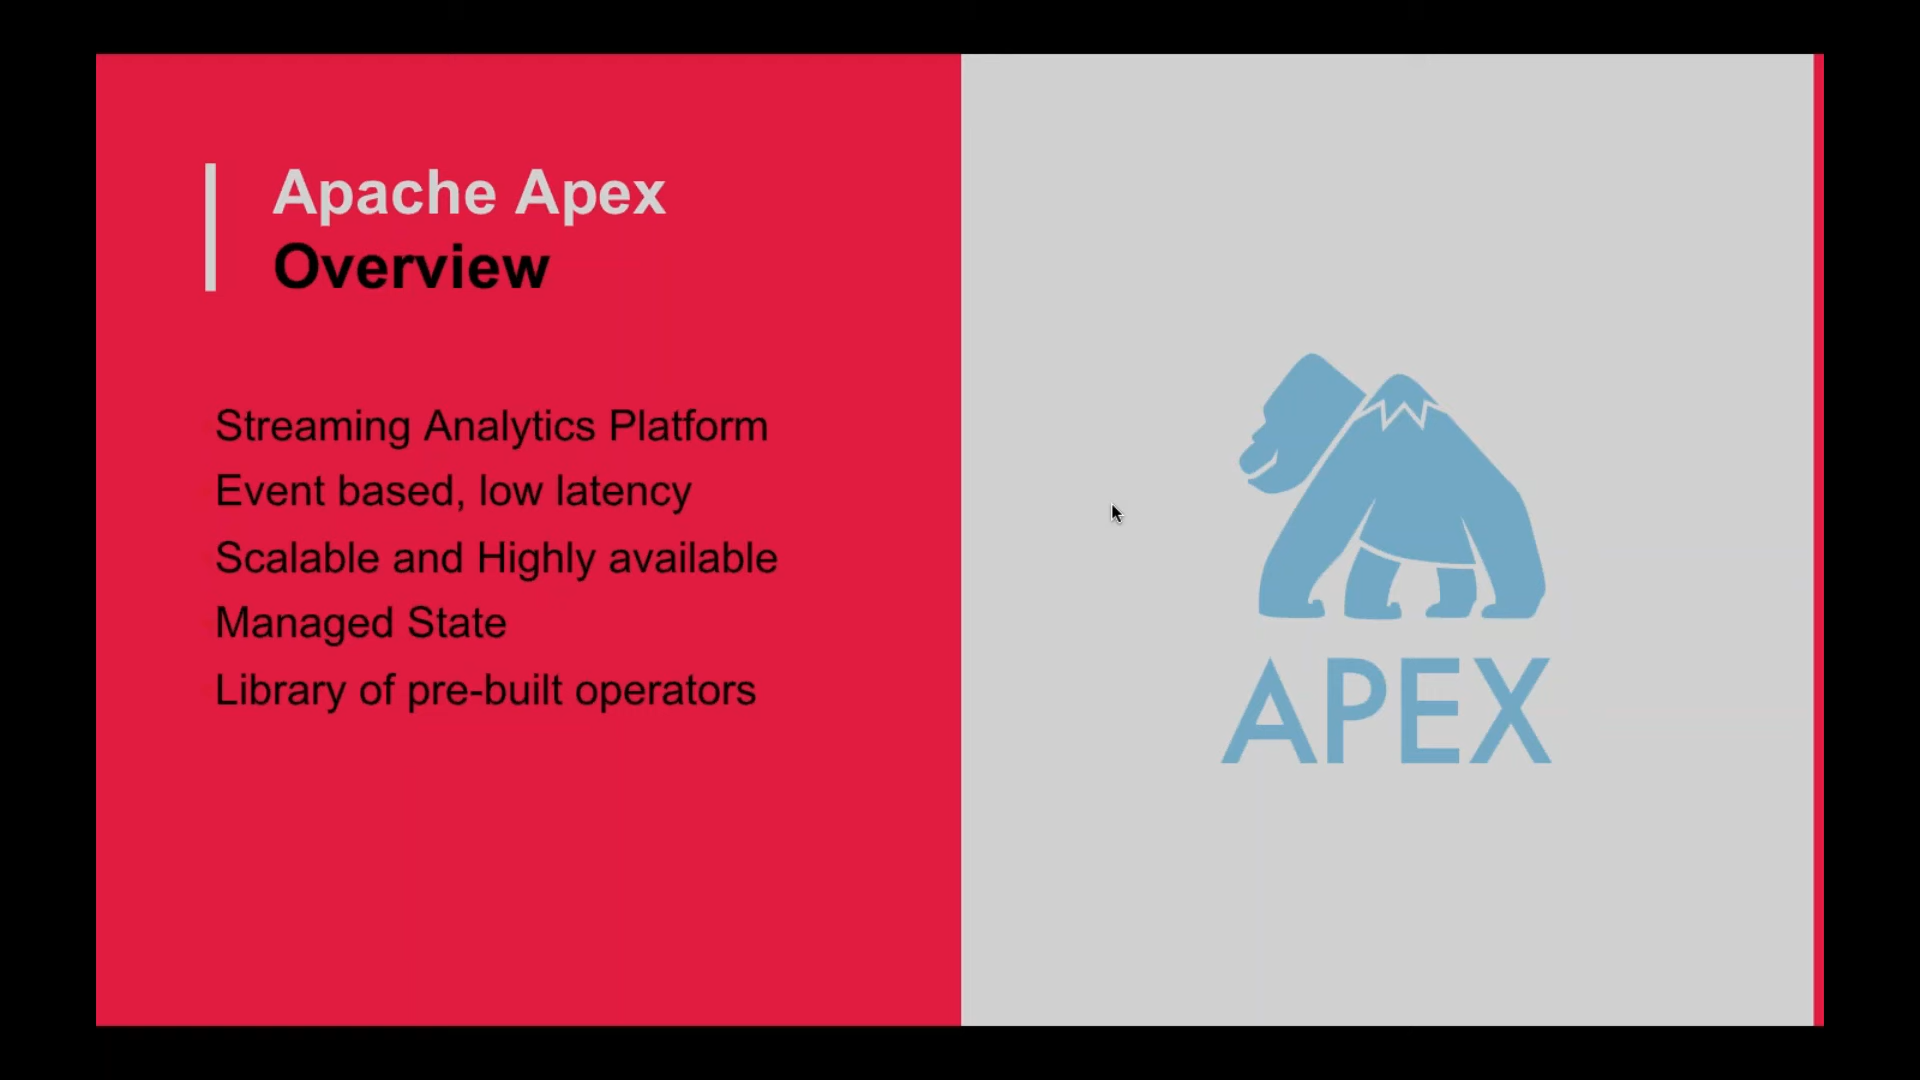 Apache Apex
Overview
Streaming Analytics Platform
Event based, low latency
Scalable and Highly available
Managed State
Library of pre-built operators
APEX